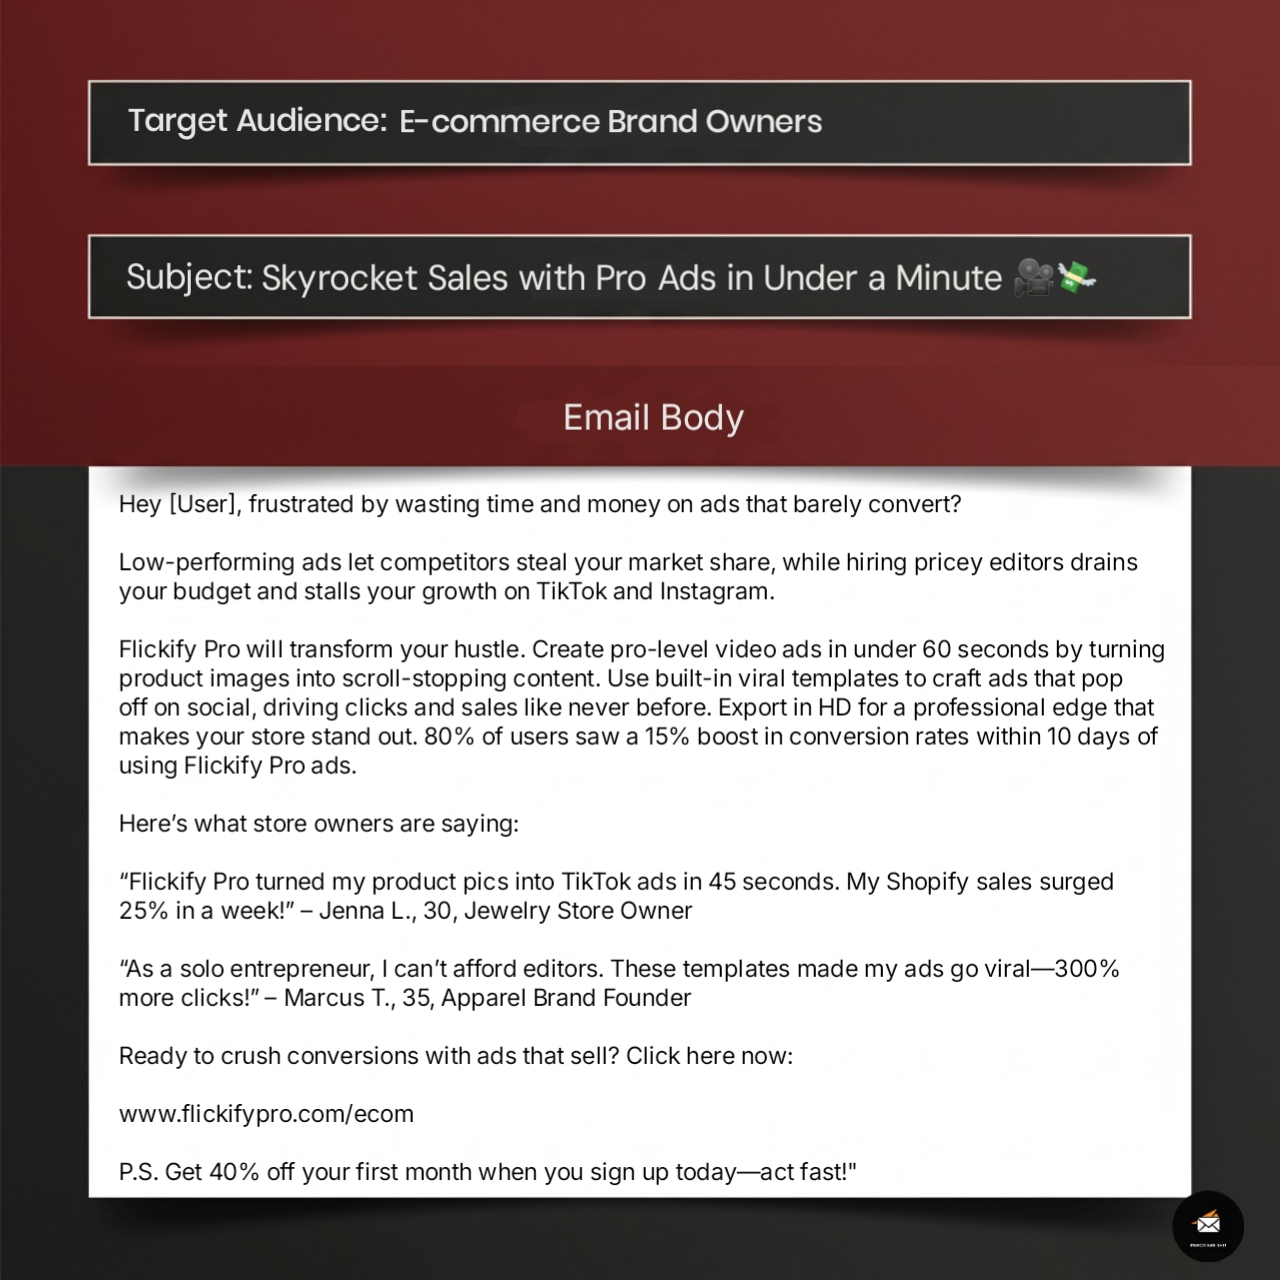 Target Audience: E-commerce Brand Owners
Subject: Skyrocket Sales with Pro Ads in Under a Minute 🎥💸
Email Body
Hey [User], frustrated by wasting time and money on ads that barely convert?
Low-performing ads let competitors steal your market share, while hiring pricey editors drains
your budget and stalls your growth on TikTok and Instagram.
Flickify Pro will transform your hustle. Create pro-level video ads in under 60 seconds by turning
product images into scroll-stopping content. Use built-in viral templates to craft ads that pop
off on social, driving clicks and sales like never before. Export in HD for a professional edge that
makes your store stand out. 80% of users saw a 15% boost in conversion rates within 10 days of
using Flickify Pro ads.
Here’s what store owners are saying:
“Flickify Pro turned my product pics into TikTok ads in 45 seconds. My Shopify sales surged
25% in a week!” – Jenna L., 30, Jewelry Store Owner
“As a solo entrepreneur, I can’t afford editors. These templates made my ads go viral—300%
more clicks!” – Marcus T., 35, Apparel Brand Founder
Ready to crush conversions with ads that sell? Click here now:
www.flickifypro.com/ecom
P.S. Get 40% off your first month when you sign up today—act fast!"